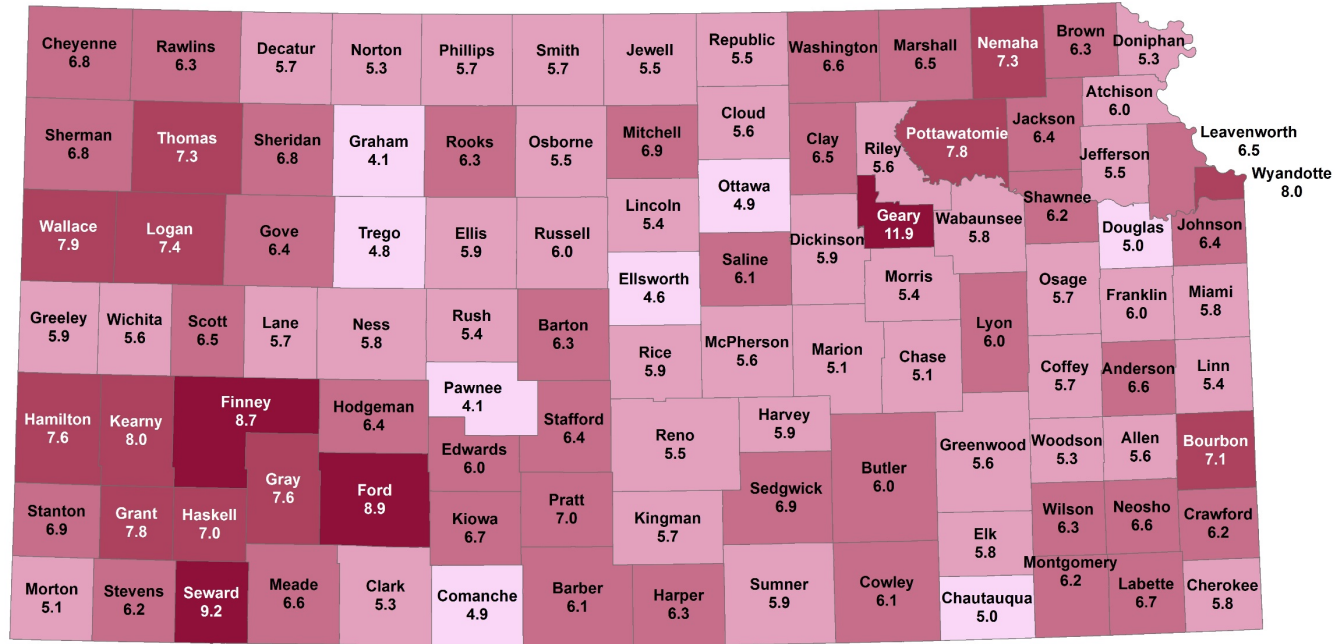 Cheyenne
6.8
Rawlins
6.3
Decatur
5.7
Norton
5.3
Phillips
5.7
Smith
5.7
Jewell
5.5
Republic
5.5
Washington
6.6
Marshall
6.5
Nemaha
7.3
Brown
6.3
Doniphan
5.3
Atchison
6.0
Sherman
6.8
Thomas
7.3
Sheridan
6.8
Graham
4.1
Rooks
6.3
Osborne
5.5
Mitchell
6.9
Cloud
5.6
Clay
6.5
Riley
5.6
Pottawatomie
7.8
Jackson
6.4
Jefferson
5.5
Leavenworth
6.5
Wyandotte
8.0
Ottawa
4.9
Wallace
7.9
Logan
7.4
Gove
6.4
Trego
4.8
Ellis
5.9
Russell
6.0
Lincoln
5.4
Saline
6.1
Dickinson
5.9
Geary
11.9
Wabaunsee
5.8
Shawnee
6.2
Douglas
5.0
Johnson
6.4
Ellsworth
4.6
Morris
5.4
Osage
5.7
Franklin
6.0
Miami
5.8
Greeley
5.9
Wichita
5.6
Scott
6.5
Lane
5.7
Ness
5.8
Rush
5.4
Barton
6.3
Rice
5.9
McPherson
5.6
Marion
5.1
Chase
5.1
Lyon
6.0
Coffey
5.7
Anderson
6.6
Linn
5.4
Hamilton
7.6
Kearny
8.0
Finney
8.7
Hodgeman
6.4
Pawnee
4.1
Stafford
6.4
Edwards
6.0
Reno
5.5
Harvey
5.9
Butler
6.0
Greenwood
5.6
Woodson
5.3
Allen
5.6
Bourbon
7.1
Gray
7.6
Ford
8.9
Stanton
6.9
Grant
7.8
Haskell
7.0
Kiowa
6.7
Pratt
7.0
Kingman
5.7
Sedgwick
6.9
Elk
5.8
Wilson
6.3
Neosho
6.6
Crawford
6.2
Morton
5.1
Stevens
6.2
Seward
9.2
Meade
6.6
Clark
5.3
Comanche
4.9
Barber
6.1
Harper
6.3
Sumner
5.9
Cowley
6.1
Chautauqua
5.0
Montgomery
6.2
Labette
6.7
Cherokee
5.8